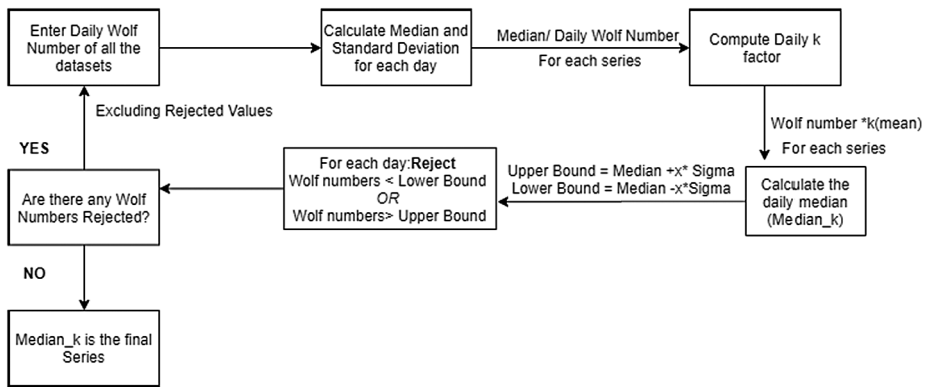 Enter Daily Wolf
Number of all the
datasets
Calculate Median and
Standard Deviation
for each day
Median/ Daily Wolf Number
For each series
Compute Daily k
factor
Wolf number *k(mean)
For each series
Calculate the
daily median
(Median_k)
Upper Bound = Median +x* Sigma
Lower Bound = Median -x*Sigma
For each day:Reject
Wolf numbers < Lower Bound
OR
Wolf numbers> Upper Bound
Are there any Wolf
Numbers Rejected?
YES
Excluding Rejected Values
NO
Median_k is the final
Series